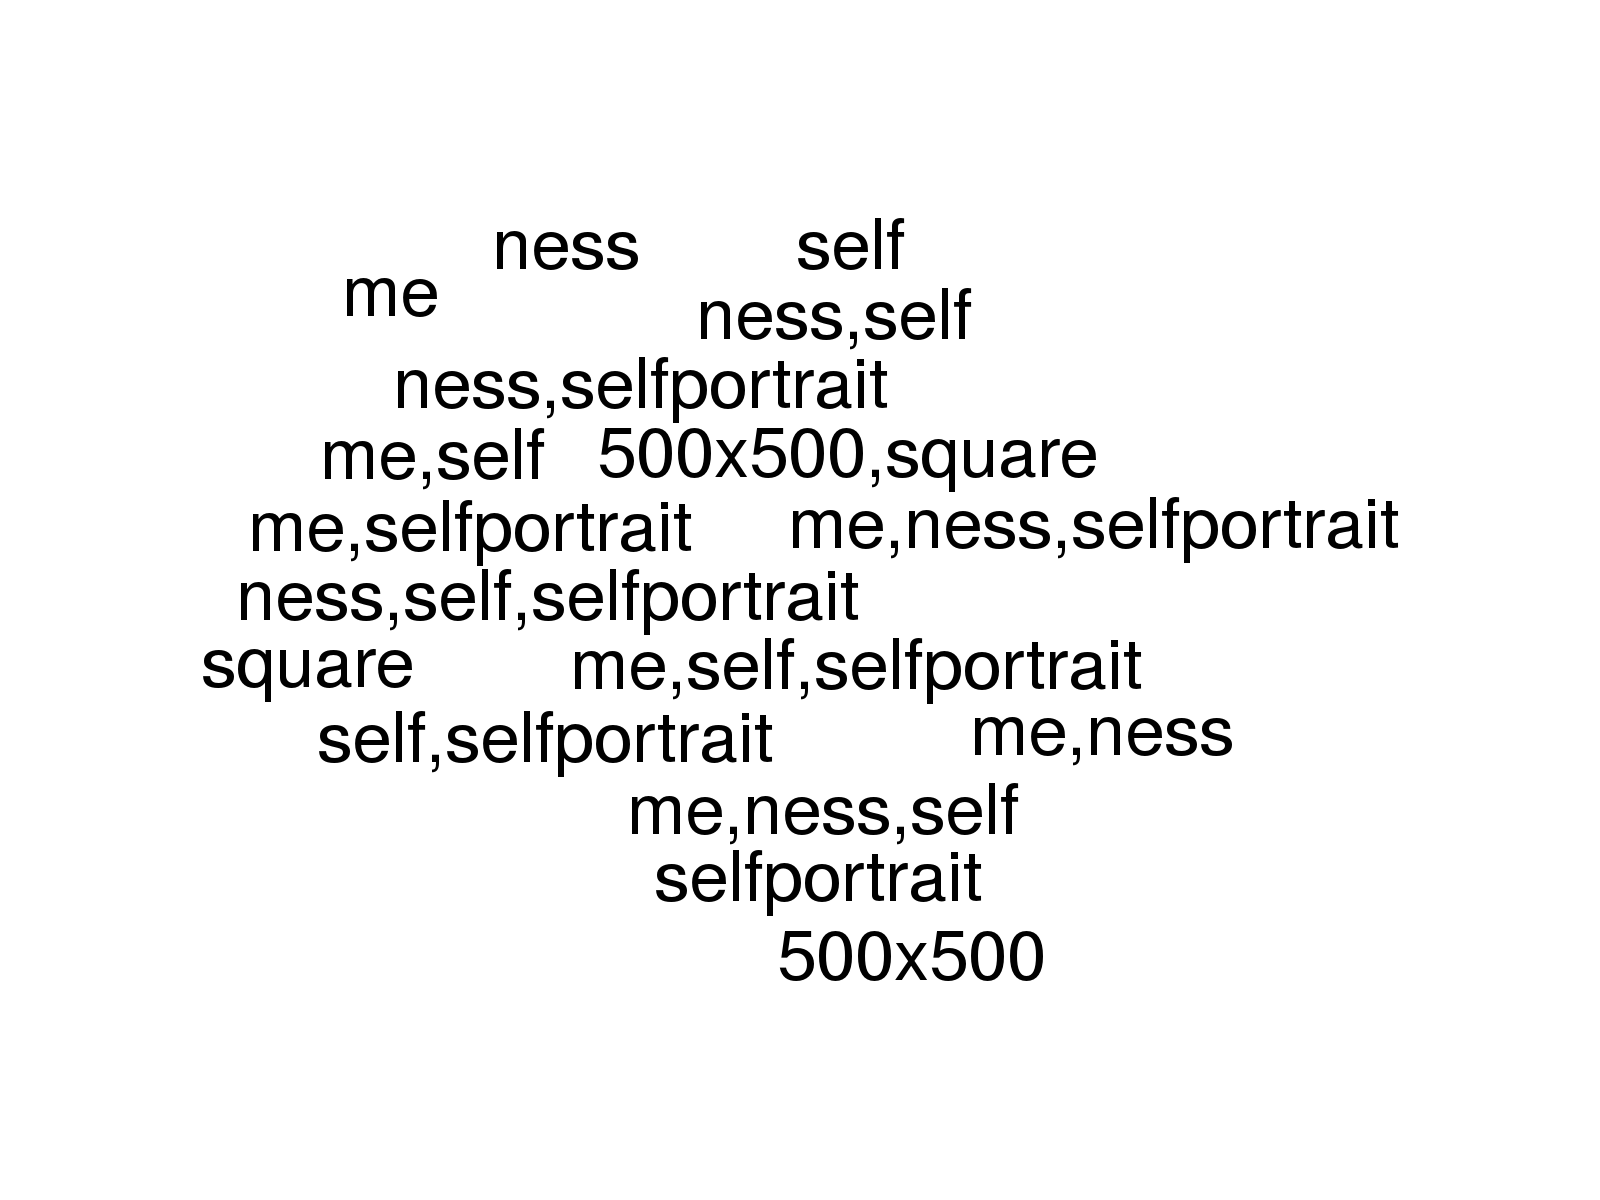 ness self
me
ness,self
ness,selfportrait
me,self 500x500,square
me,selfportrait me,ness,selfportrait
ness,self,selfportrait
square me,self,selfportrait
self,selfportrait me,ness
me,ness,self
selfportrait
500x500